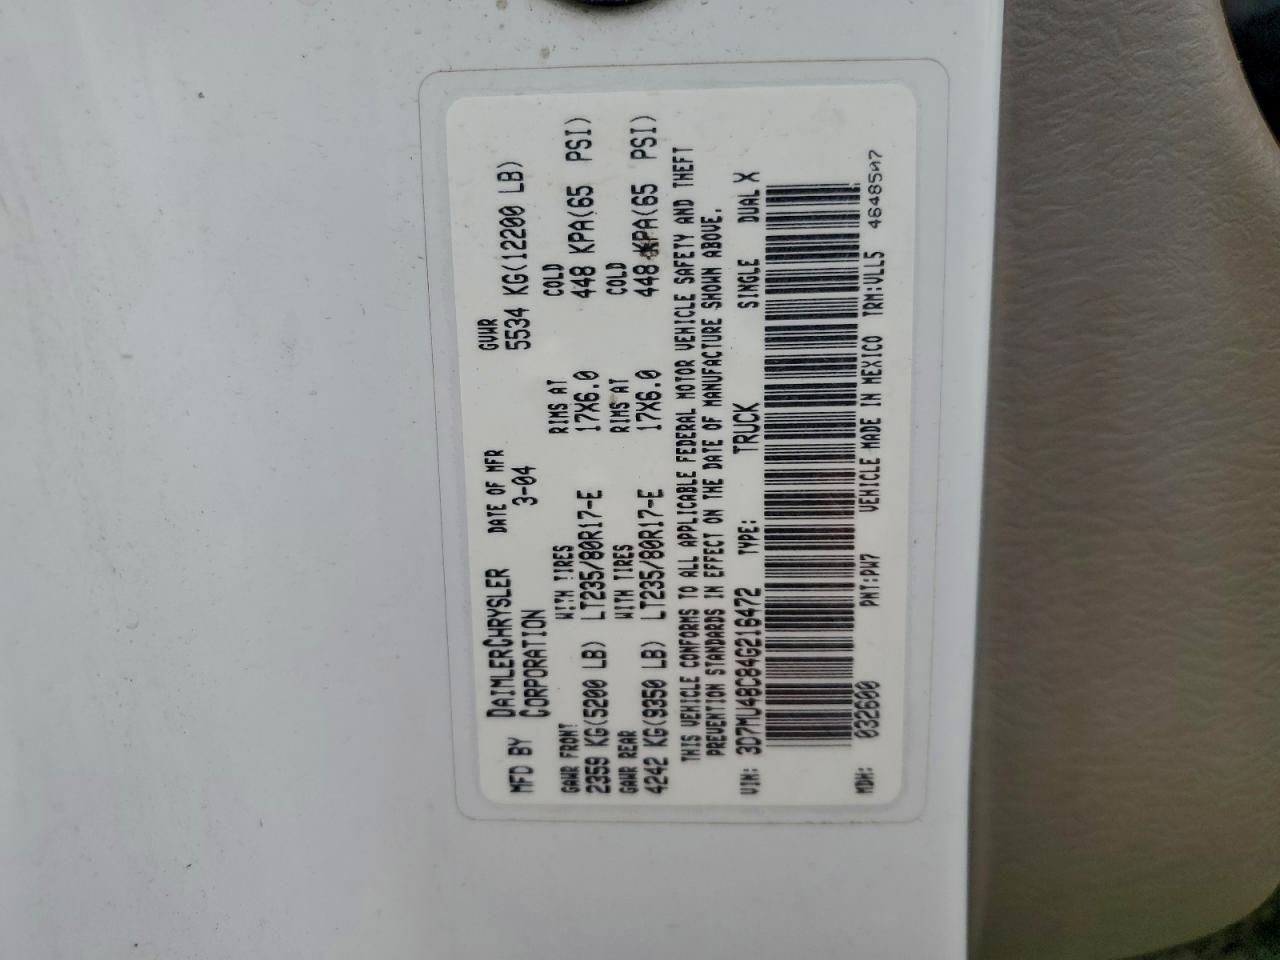 MFD BY DAIMLERCHRYSLER CORPORATION DATE OF MFR 3-04 GVWR 5534 KG(12200 LB)
GAWR FRONT WITH TIRES RIMS AT COLD
2359 KG(5200 LB) LT235/80R17-E 17X6.0 448 KPA(65 PSI)
GAWR REAR WITH TIRES RIMS AT COLD
4242 KG(9350 LB) LT235/80R17-E 17X6.0 448 KPA(65 PSI)
THIS VEHICLE CONFORMS TO ALL APPLICABLE FEDERAL MOTOR VEHICLE SAFETY AND THEFT
PREVENTION STANDARDS IN EFFECT ON THE DATE OF MANUFACTURE SHOWN ABOVE.
VIN: 3D7MU48C84G216472 TYPE: TRUCK SINGLE DUAL X
MDH: 032600 PNT:PW7 VEHICLE MADE IN MEXICO TRM:VLL5 4648507